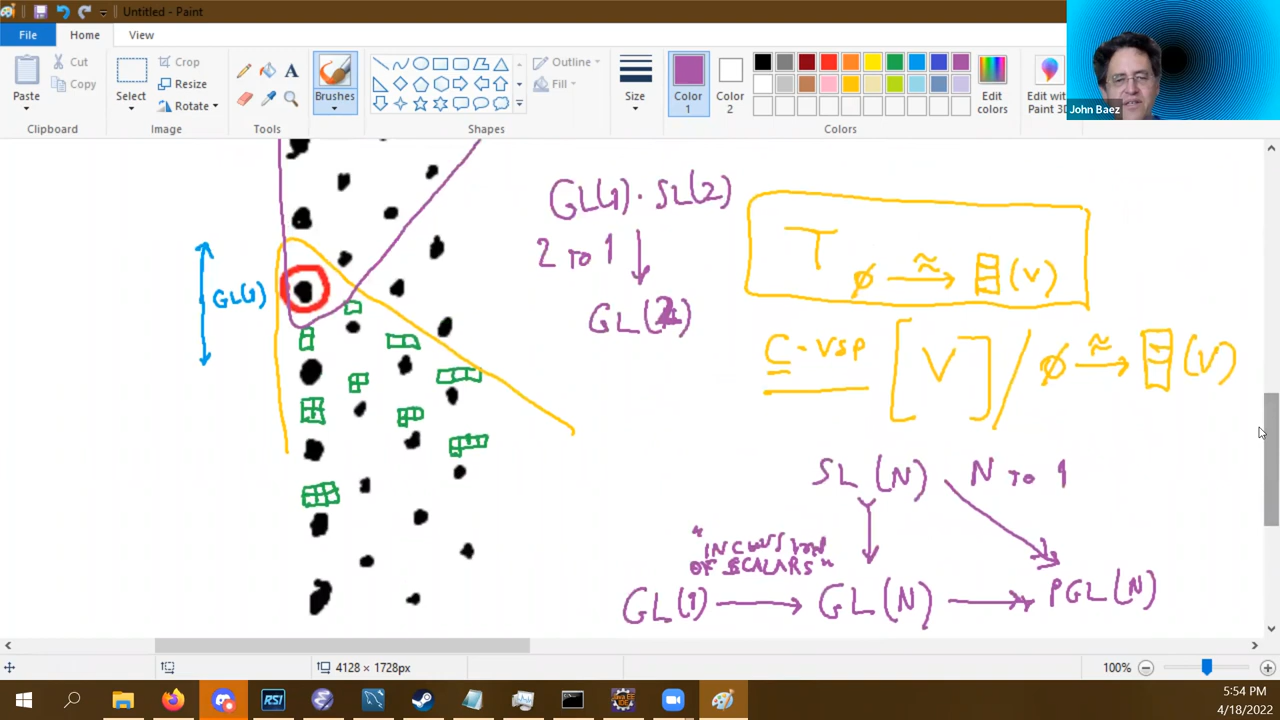 Untitled - Paint
File
Home
View
Paste
Cut
Copy
Clipboard
Select
Crop
Resize
Rotate
Image
Tools
Brushes
Shapes
Outline
Fill
Size
Color 1
Color 2
Colors
Edit colors
Edit with Paint 3D
John Baez
GL(1) · SL(2)
2 TO 1
GL(2)
GL(1)
T ϕ ≈→ 目(V)
C-VSP [V] / ϕ ≈→ 目(V)
SL(N) N TO 1
"INCLUSION
OF SCALARS"
GL(1) → GL(N) → PGL(N)
4128 × 1728px
100%
RSI
5:54 PM
4/18/2022